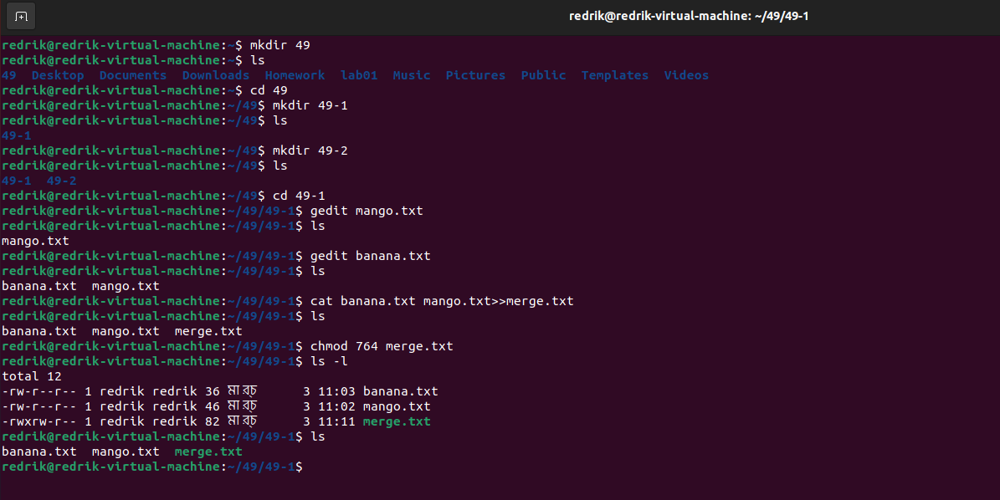 redrik@redrik-virtual-machine: ~/49/49-1
redrik@redrik-virtual-machine:~$ mkdir 49
redrik@redrik-virtual-machine:~$ ls
49  Desktop  Documents  Downloads  Homework  lab01  Music  Pictures  Public  Templates  Videos
redrik@redrik-virtual-machine:~$ cd 49
redrik@redrik-virtual-machine:~/49$ mkdir 49-1
redrik@redrik-virtual-machine:~/49$ ls
49-1
redrik@redrik-virtual-machine:~/49$ mkdir 49-2
redrik@redrik-virtual-machine:~/49$ ls
49-1  49-2
redrik@redrik-virtual-machine:~/49$ cd 49-1
redrik@redrik-virtual-machine:~/49/49-1$ gedit mango.txt
redrik@redrik-virtual-machine:~/49/49-1$ ls
mango.txt
redrik@redrik-virtual-machine:~/49/49-1$ gedit banana.txt
redrik@redrik-virtual-machine:~/49/49-1$ ls
banana.txt  mango.txt
redrik@redrik-virtual-machine:~/49/49-1$ cat banana.txt mango.txt>>merge.txt
redrik@redrik-virtual-machine:~/49/49-1$ ls
banana.txt  mango.txt  merge.txt
redrik@redrik-virtual-machine:~/49/49-1$ chmod 764 merge.txt
redrik@redrik-virtual-machine:~/49/49-1$ ls -l
total 12
-rw-r--r-- 1 redrik redrik 36 মার্চ      3 11:03 banana.txt
-rw-r--r-- 1 redrik redrik 46 মার্চ      3 11:02 mango.txt
-rwxrw-r-- 1 redrik redrik 82 মার্চ      3 11:11 merge.txt
redrik@redrik-virtual-machine:~/49/49-1$ ls
banana.txt  mango.txt  merge.txt
redrik@redrik-virtual-machine:~/49/49-1$